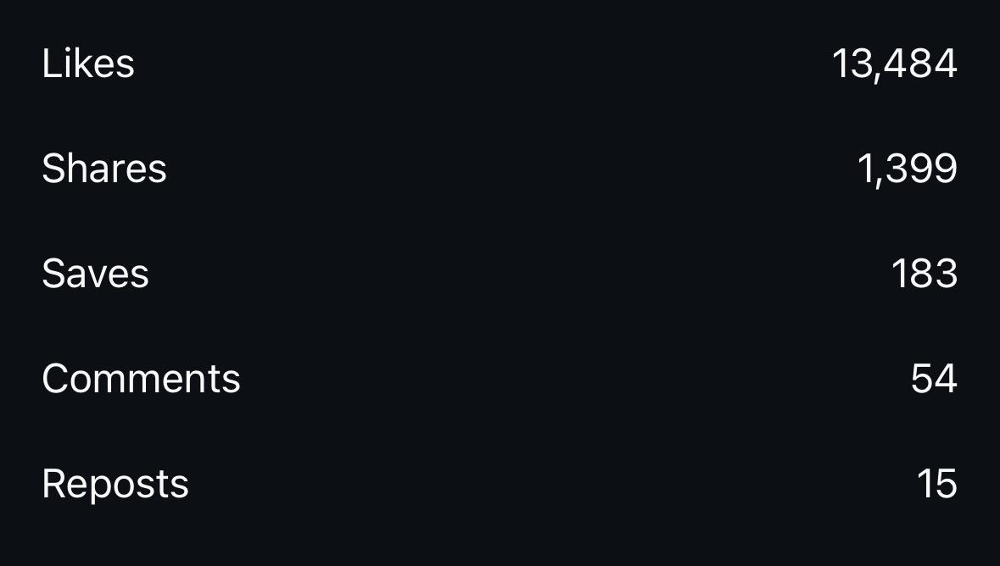 Likes 13,484
Shares 1,399
Saves 183
Comments 54
Reposts 15